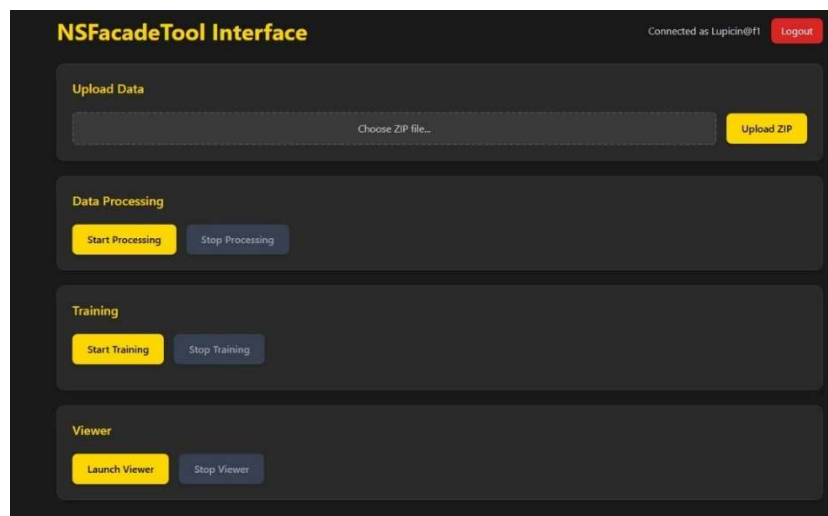 NSFacadeTool Interface
Connected as Lupicin@f1 Logout
Upload Data
Choose ZIP file... Upload ZIP
Data Processing
Start Processing Stop Processing
Training
Start Training Stop Training
Viewer
Launch Viewer Stop Viewer